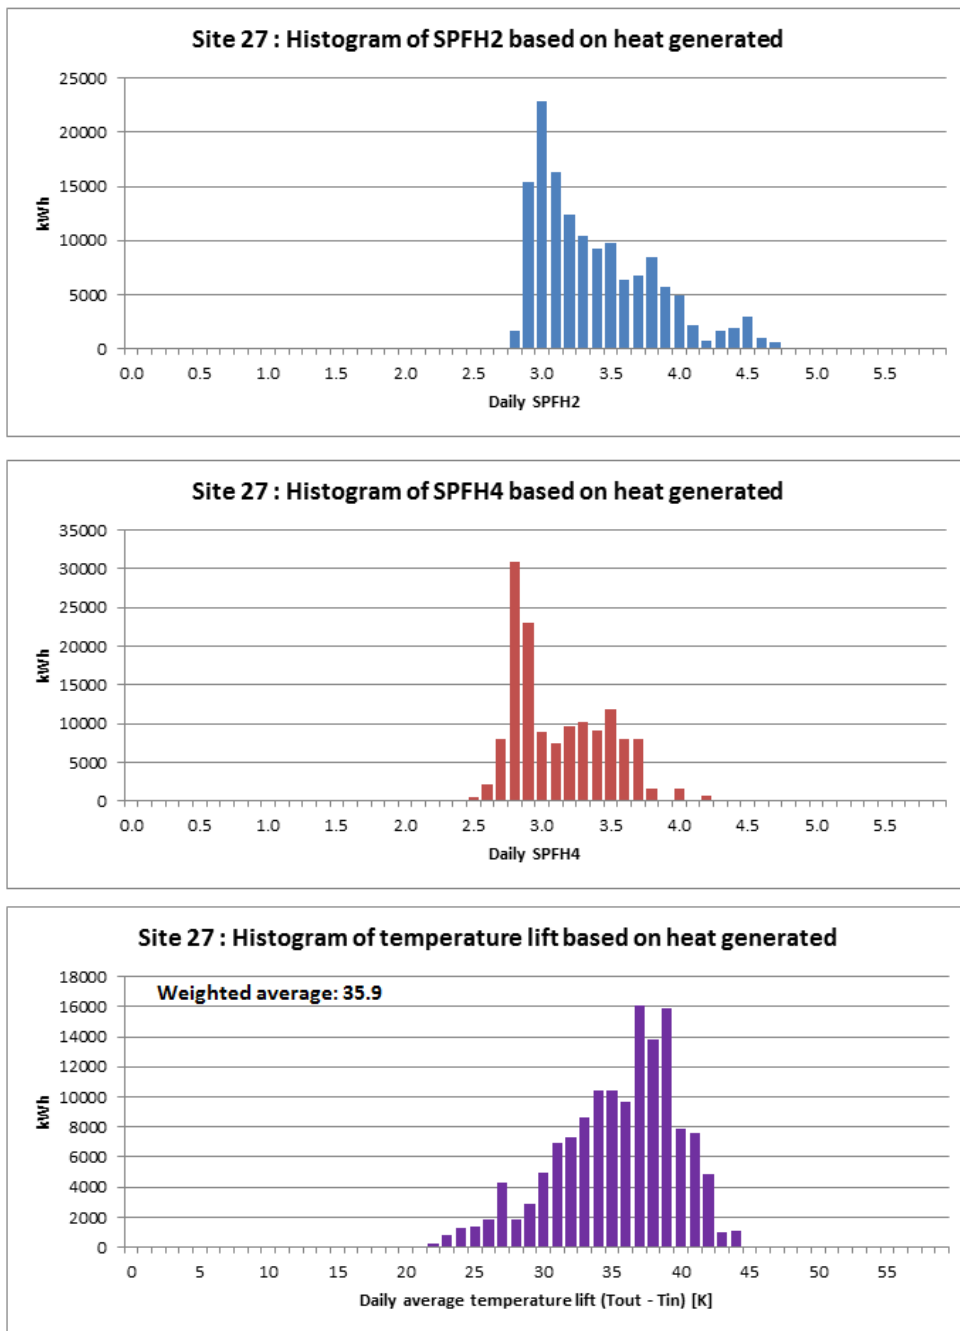 Site 27 : Histogram of SPFH2 based on heat generated
25000
20000
15000
10000
5000
0
kWh
0.0 0.5 1.0 1.5 2.0 2.5 3.0 3.5 4.0 4.5 5.0 5.5
Daily SPFH2
Site 27 : Histogram of SPFH4 based on heat generated
35000
30000
25000
20000
15000
10000
5000
0
kWh
0.0 0.5 1.0 1.5 2.0 2.5 3.0 3.5 4.0 4.5 5.0 5.5
Daily SPFH4
Site 27 : Histogram of temperature lift based on heat generated
Weighted average: 35.9
18000
16000
14000
12000
10000
8000
6000
4000
2000
0
kWh
0 5 10 15 20 25 30 35 40 45 50 55
Daily average temperature lift (Tout - Tin) [K]